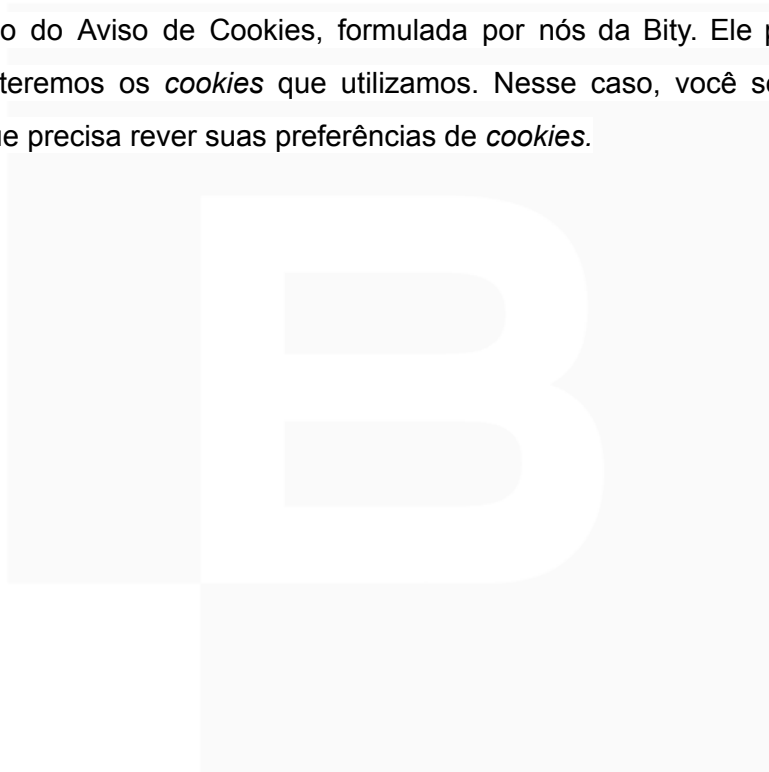 o do Aviso de Cookies, formulada por nós da Bity. Ele p
teremos os cookies que utilizamos. Nesse caso, você se
e precisa rever suas preferências de cookies.
B